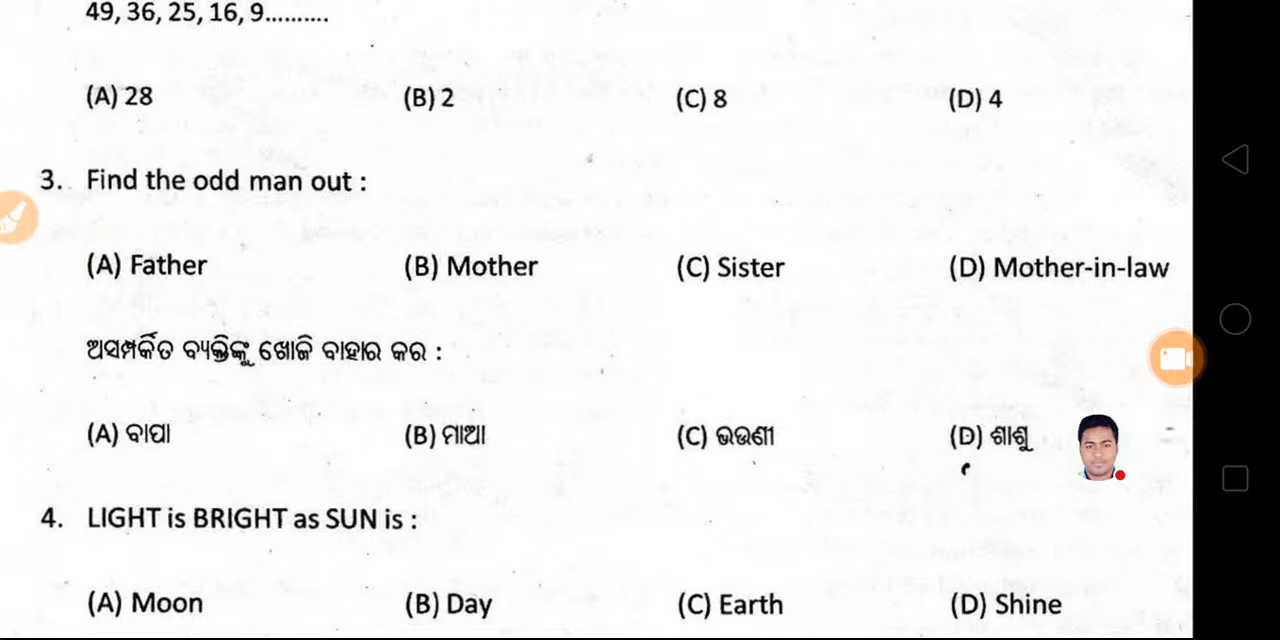 49, 36, 25, 16, 9..........
(A) 28 (B) 2 (C) 8 (D) 4
3. Find the odd man out :
(A) Father (B) Mother (C) Sister (D) Mother-in-law
ଅସମ୍ପର୍କିତ ବ୍ୟକ୍ତିଙ୍କୁ ଖୋଜି ବାହାର କର :
(A) ବାପା (B) ମାଆ (C) ଭଉଣୀ (D) ଶାଶୁ
4. LIGHT is BRIGHT as SUN is :
(A) Moon (B) Day (C) Earth (D) Shine